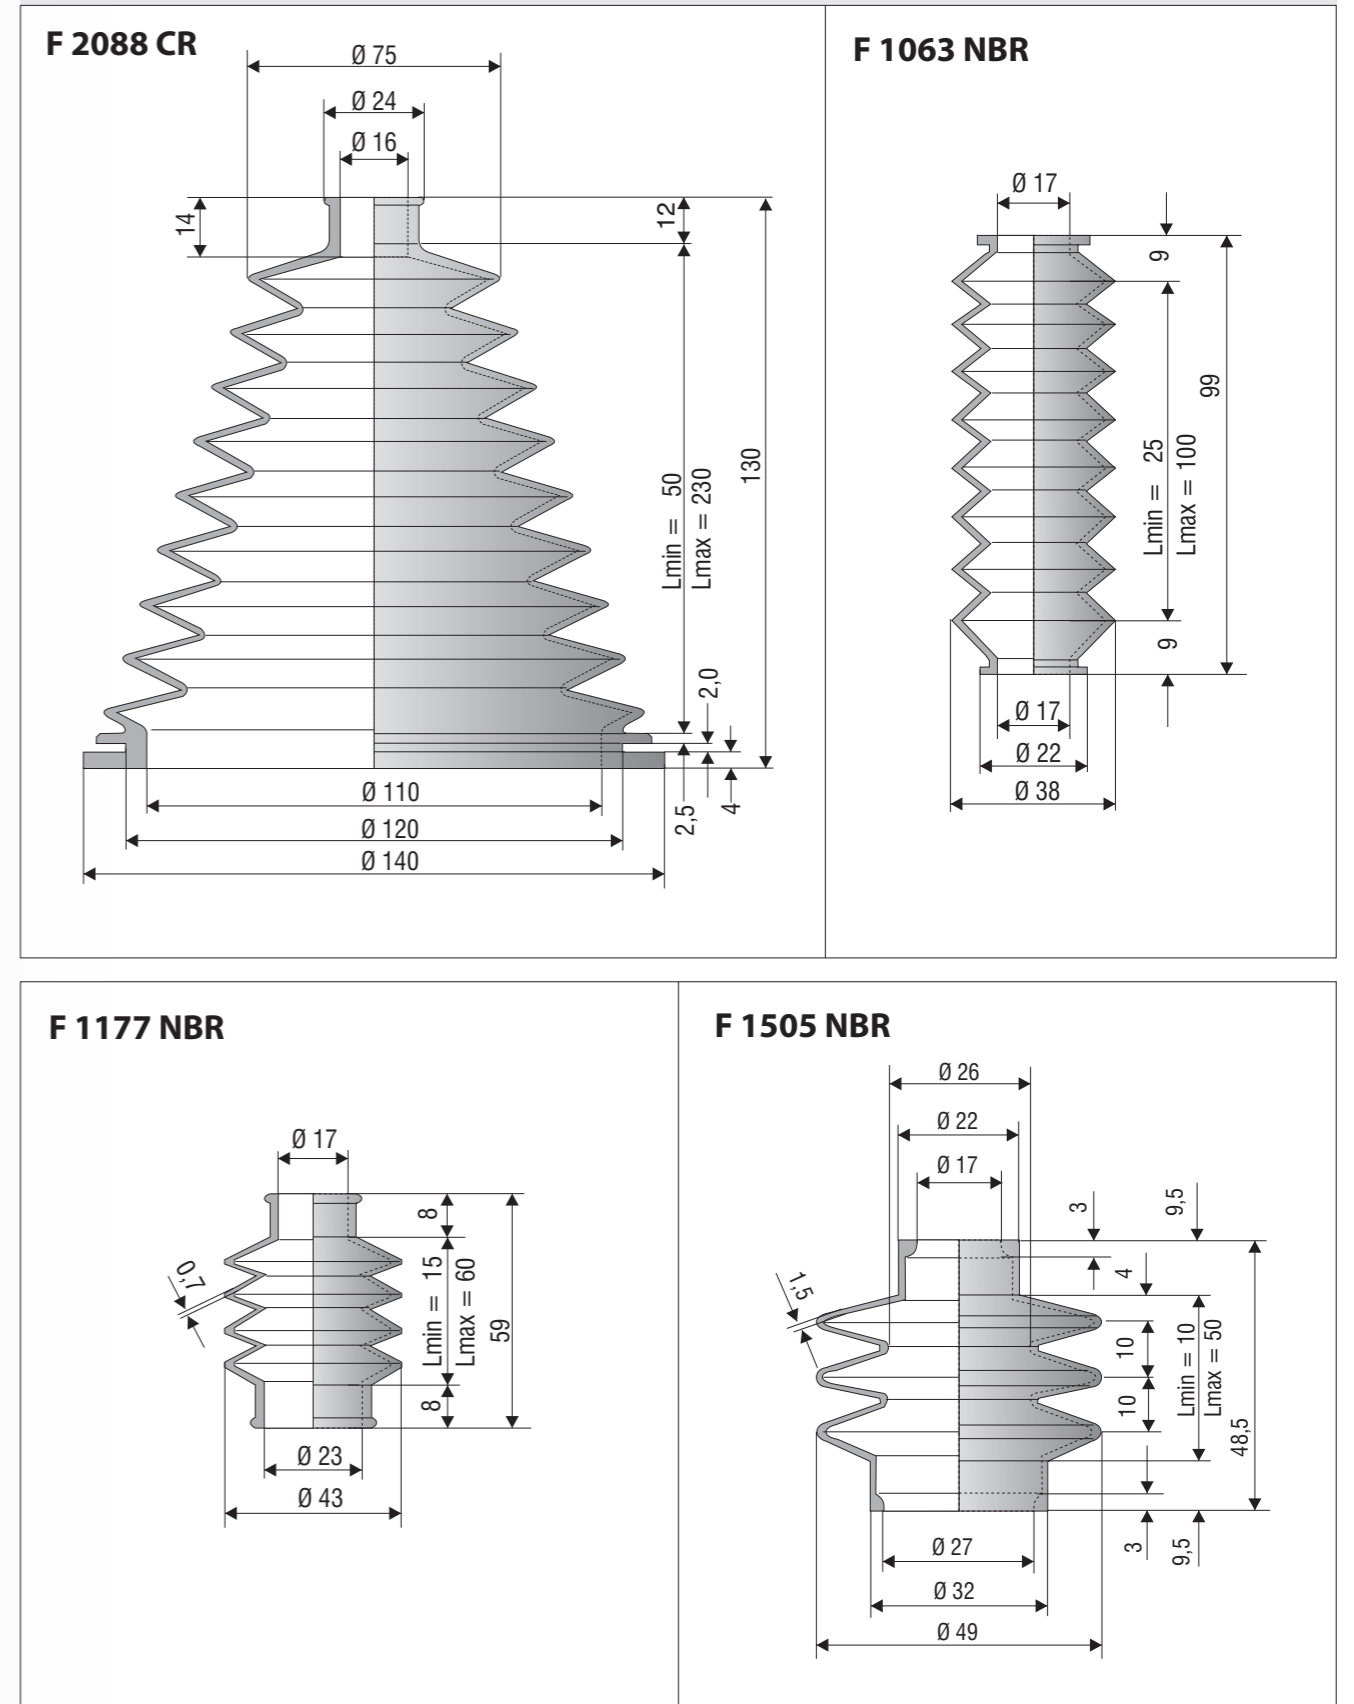 F 2088 CR
Ø 75
Ø 24
Ø 16
14
12
Lmin = 50
Lmax = 230
130
2,0
2,5
4
Ø 110
Ø 120
Ø 140
F 1063 NBR
Ø 17
9
99
Lmin = 25
Lmax = 100
9
Ø 17
Ø 22
Ø 38
F 1177 NBR
Ø 17
8
0,7
Lmin = 15
Lmax = 60
59
8
Ø 23
Ø 43
F 1505 NBR
Ø 26
Ø 22
Ø 17
3
9,5
4
1,5
10
10
Lmin = 10
Lmax = 50
48,5
3
9,5
Ø 27
Ø 32
Ø 49